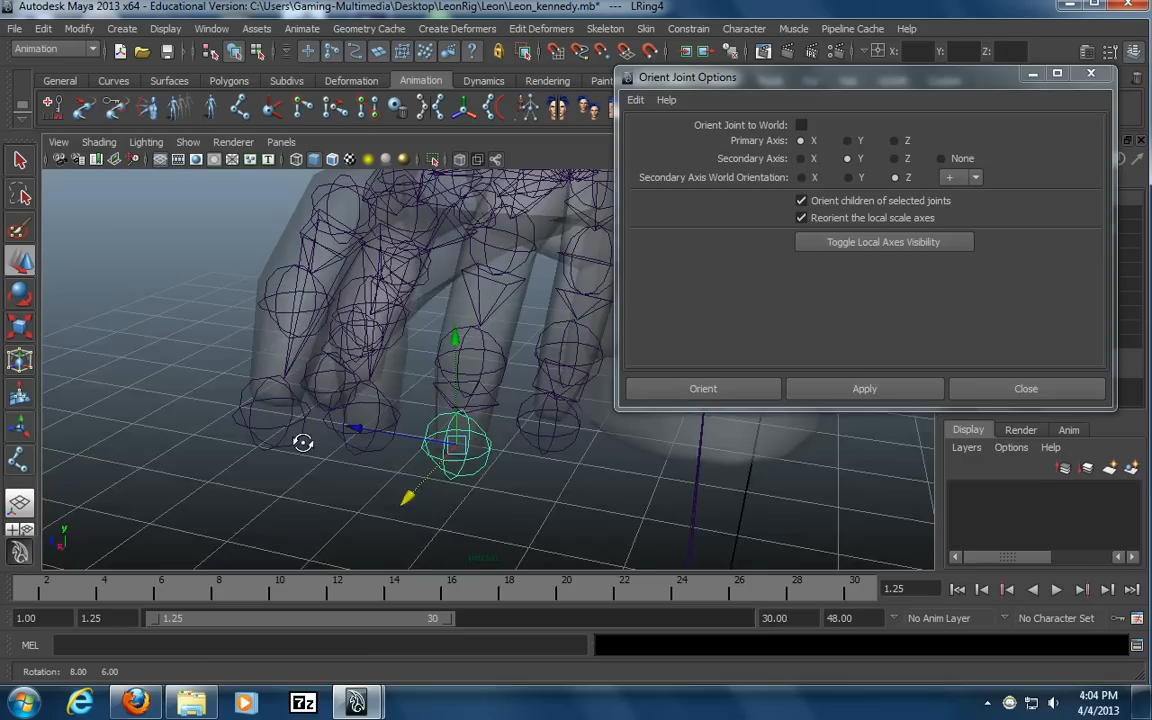 Autodesk Maya 2013 x64 - Educational Version: C:\Users\Gaming-Multimedia\Desktop\LeonRig\Leon\Leon_kennedy.mb* --- LRing4
File Edit Modify Create Display Window Assets Animate Geometry Cache Create Deformers Edit Deformers Skeleton Skin Constrain Character Muscle Pipeline Cache Help
Animation X: Y: Z:
General Curves Surfaces Polygons Subdivs Deformation Animation Dynamics Rendering
Orient Joint Options
Edit Help
Orient Joint to World:
Primary Axis: X Y Z
Secondary Axis: X Y Z None
Secondary Axis World Orientation: X Y Z +
Orient children of selected joints
Reorient the local scale axes
Toggle Local Axes Visibility
Orient Apply Close
View Shading Lighting Show Renderer Panels
y
persp
Display Render Anim
Layers Options Help
2 4 6 8 10 12 14 16 18 20 22 24 26 28 30 1.25
1.00 1.25 1.25 30 30.00 48.00 No Anim Layer No Character Set
MEL
Rotation: 8.00 6.00
7z
4:04 PM
4/4/2013